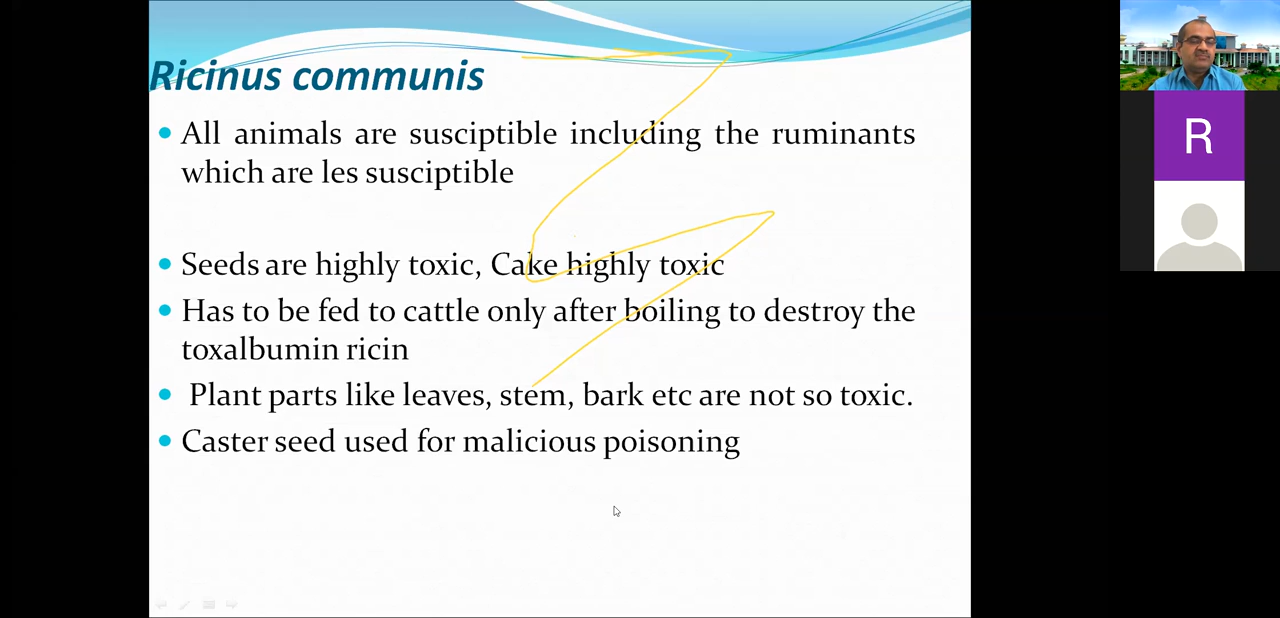 Ricinus communis
All animals are susciptible including the ruminants
which are les susciptible
Seeds are highly toxic, Cake highly toxic
Has to be fed to cattle only after boiling to destroy the
toxalbumin ricin
Plant parts like leaves, stem, bark etc are not so toxic.
Caster seed used for malicious poisoning
R